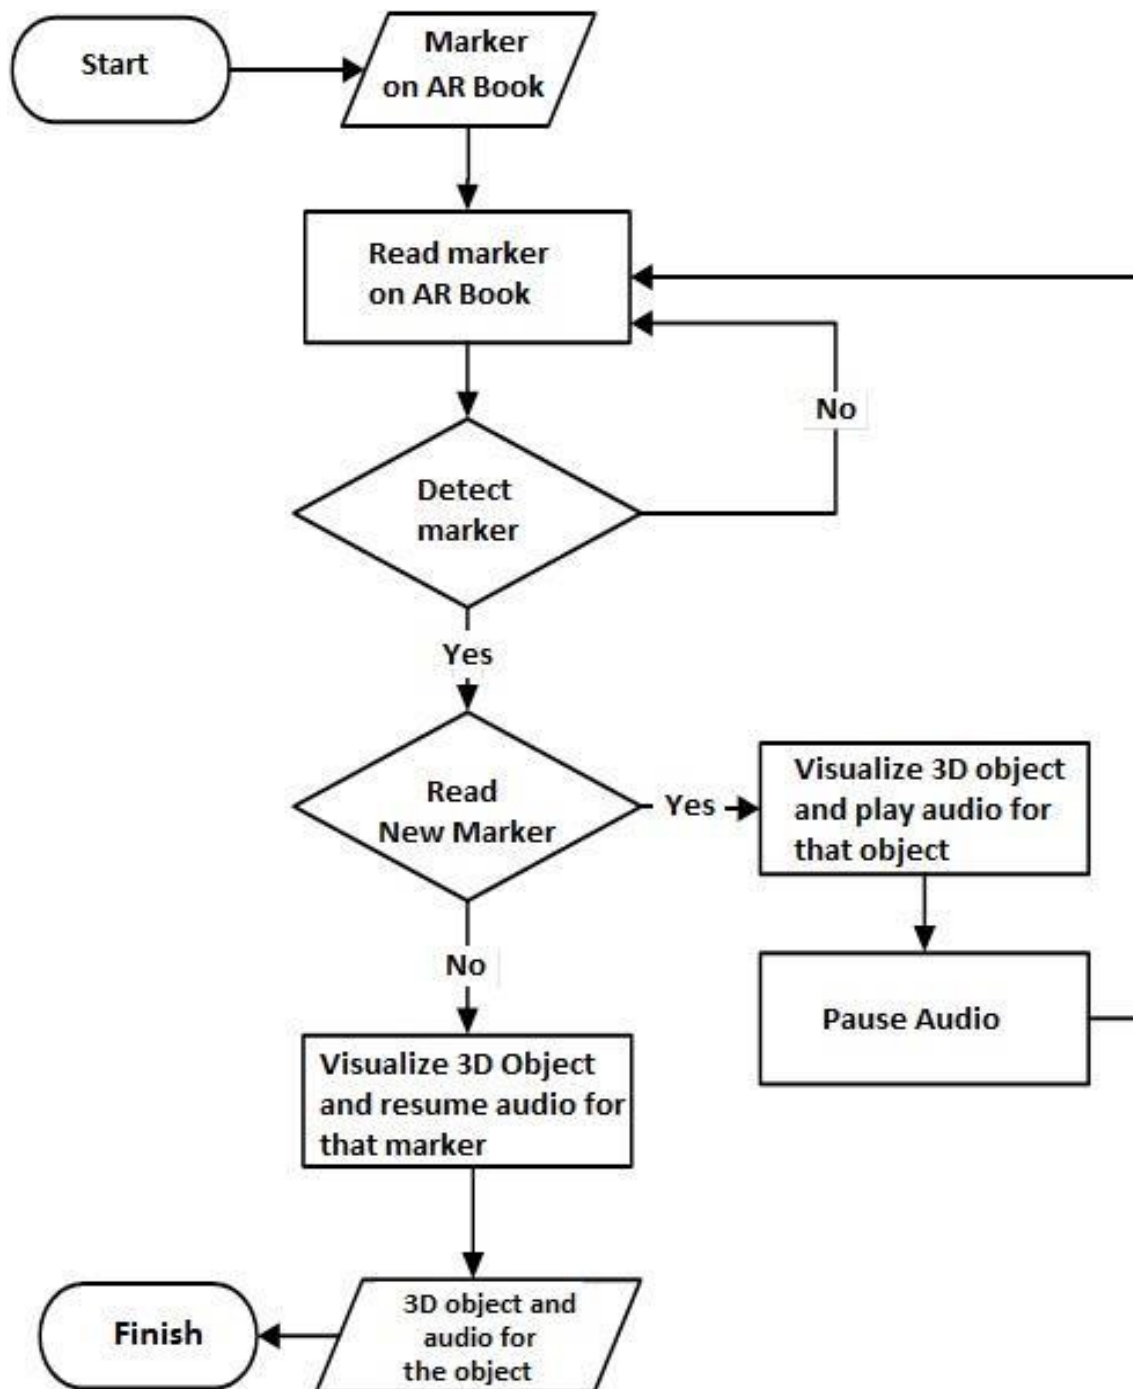 Start
Marker
on AR Book
Read marker
on AR Book
No
Detect
marker
Yes
Read
New Marker
Yes
Visualize 3D object
and play audio for
that object
No
Pause Audio
Visualize 3D Object
and resume audio for
that marker
Finish
3D object and
audio for
the object